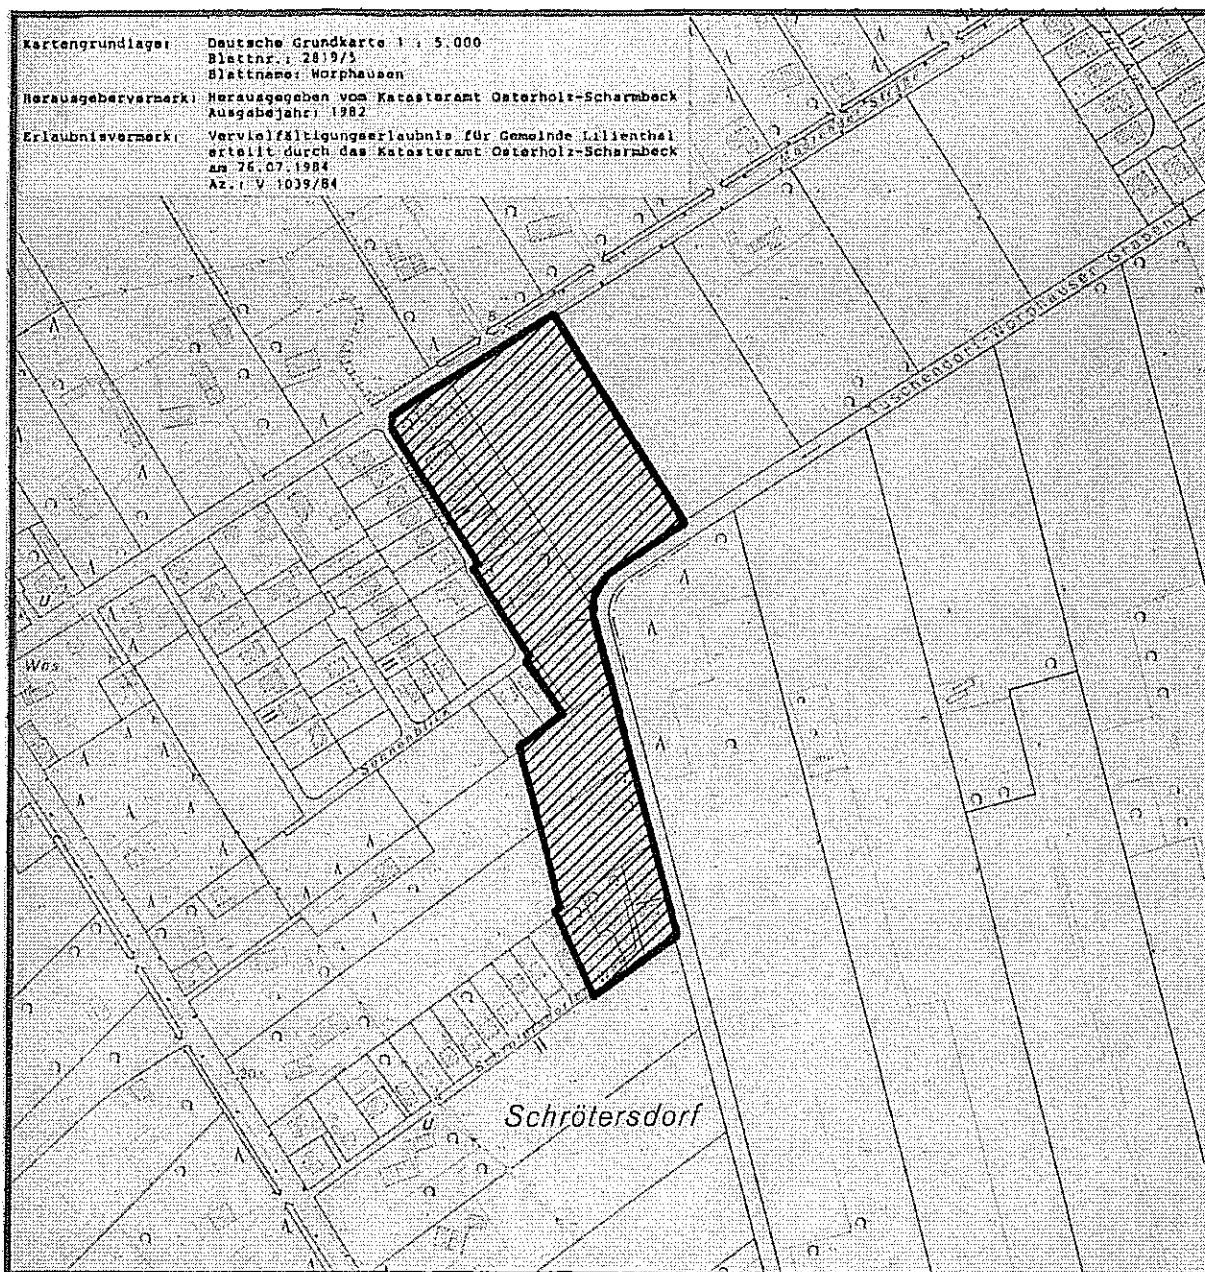 Kartengrundlage: Deutsche Grundkarte 1 : 5.000
Blattnr.: 2819/5
Blattname: Worphausen
Herausgebervermerk: Herausgegeben vom Katasteramt Osterholz-Scharmbeck
Ausgabejahr: 1982
Erlaubnisvermerk: Vervielfältigungserlaubnis für Gemeinde Lilienthal
erteilt durch das Katasteramt Osterholz-Scharmbeck
am 26.07.1984
Az.: V 1039/84
Worphauser
Was.
Schrötersdorf